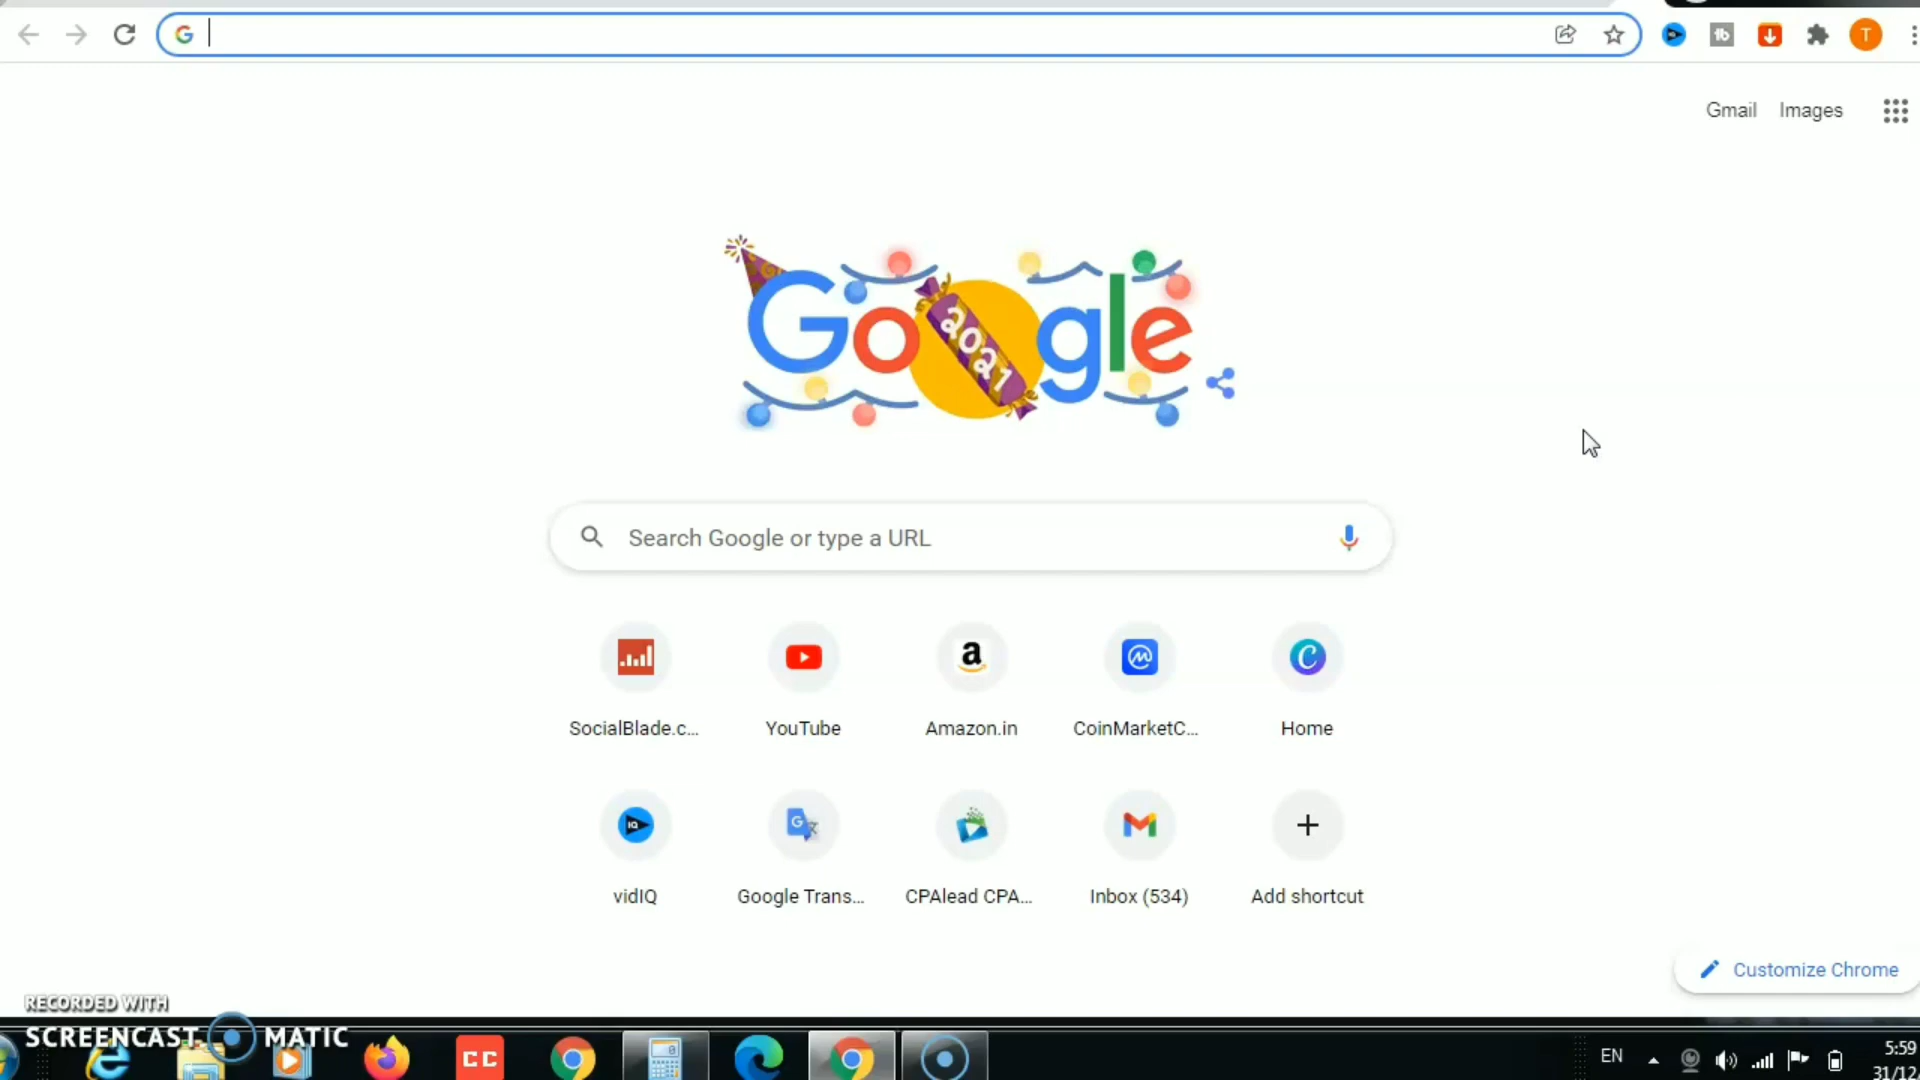 Gmail Images
Google
2021
Search Google or type a URL
SocialBlade.c... YouTube Amazon.in CoinMarketC... Home
vidIQ Google Trans... CPAlead CPA... Inbox (534) Add shortcut
Customize Chrome
RECORDED WITH
SCREENCAST MATIC
CC
EN
5:59
31/12